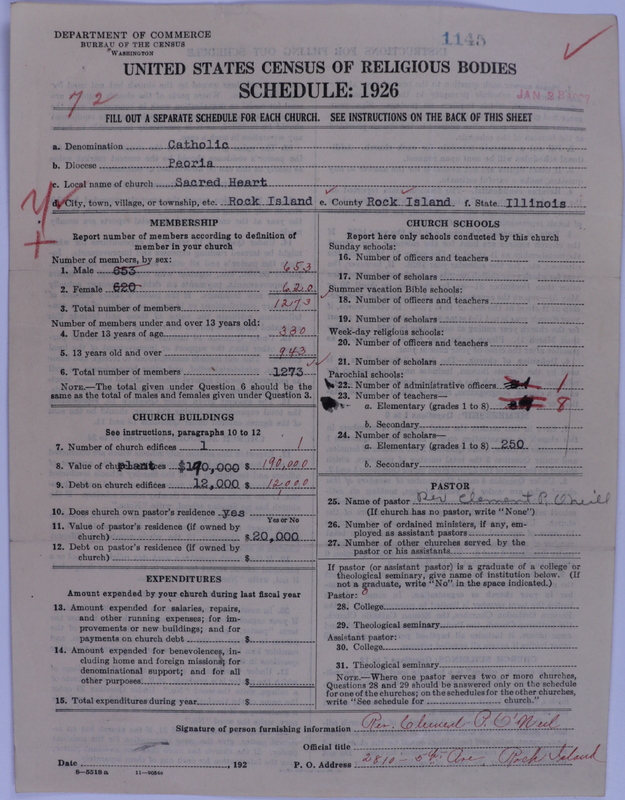 DEPARTMENT OF COMMERCE
BUREAU OF THE CENSUS
WASHINGTON
1145
UNITED STATES CENSUS OF RELIGIOUS BODIES
SCHEDULE: 1926
72
FILL OUT A SEPARATE SCHEDULE FOR EACH CHURCH. SEE INSTRUCTIONS ON THE BACK OF THIS SHEET
a. Denomination Catholic
b. Diocese Peoria
c. Local name of church Sacred Heart
d. City, town, village, or township, etc. Rock Island e. County Rock Island f. State Illinois
MEMBERSHIP
Report number of members according to definition of
member in your church
Number of members, by sex:
1. Male 653 653
2. Female 620 620
3. Total number of members 1273
Number of members under and over 13 years old:
4. Under 13 years of age 330
5. 13 years old and over 943
6. Total number of members 1273
NOTE.—The total given under Question 6 should be the
same as the total of males and females given under Question 3.
CHURCH BUILDINGS
See instructions, paragraphs 10 to 12
7. Number of church edifices 1 1
8. Value of plant $190,000 $ 190,000
9. Debt on church edifices 12,000 $ 12,000
10. Does church own pastor's residence yes
Yes or No
11. Value of pastor's residence (if owned by
church) $ 20,000
12. Debt on pastor's residence (if owned by
church) $
EXPENDITURES
Amount expended by your church during last fiscal year
13. Amount expended for salaries, repairs,
and other running expenses; for im-
provements or new buildings; and for
payments on church debt $
14. Amount expended for benevolences, in-
cluding home and foreign missions; for
denominational support; and for all
other purposes $
15. Total expenditures during year $
CHURCH SCHOOLS
Report here only schools conducted by this church
Sunday schools:
16. Number of officers and teachers
17. Number of scholars
Summer vacation Bible schools:
18. Number of officers and teachers
19. Number of scholars
Week-day religious schools:
20. Number of officers and teachers
21. Number of scholars
Parochial schools:
22. Number of administrative officers 1
23. Number of teachers—
a. Elementary (grades 1 to 8) 8
b. Secondary
24. Number of scholars—
a. Elementary (grades 1 to 8) 250
b. Secondary
PASTOR
25. Name of pastor Rev Clement P. O'Neill
(If church has no pastor, write "None")
26. Number of ordained ministers, if any, em-
ployed as assistant pastors
27. Number of other churches served by the
pastor or his assistants
If pastor (or assistant pastor) is a graduate of a college or
theological seminary, give name of institution below. (If
not a graduate, write "No" in the space indicated.)
Pastor:
28. College
29. Theological seminary
Assistant pastor:
30. College
31. Theological seminary
NOTE.—Where one pastor serves two or more churches,
Questions 28 and 29 should be answered only on the schedule
for one of the churches; on the schedules for the other churches,
write "See schedule for church."
Signature of person furnishing information Rev. Clement P. O'Neil
Official title
Date , 192 P. O. Address 2810 - 5th Ave, Rock Island
8—5518a 11—4056a